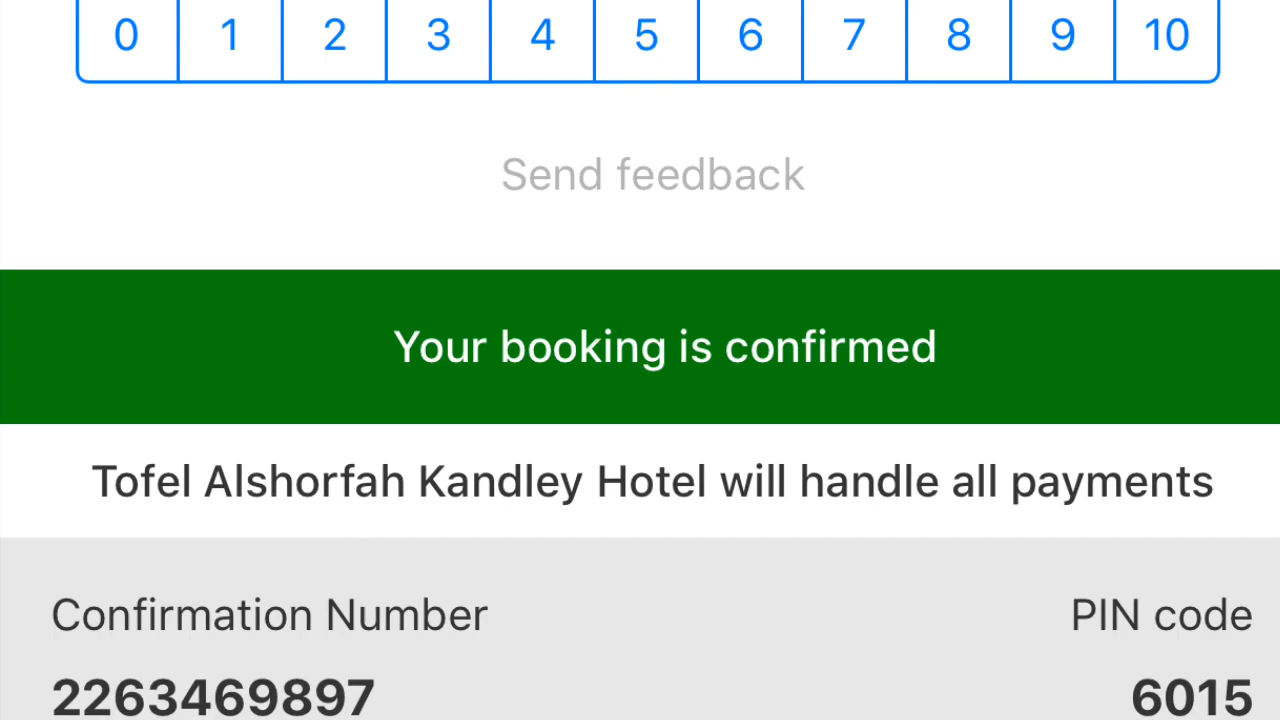 0 1 2 3 4 5 6 7 8 9 10
Send feedback
Your booking is confirmed
Tofel Alshorfah Kandley Hotel will handle all payments
Confirmation Number PIN code
2263469897 6015